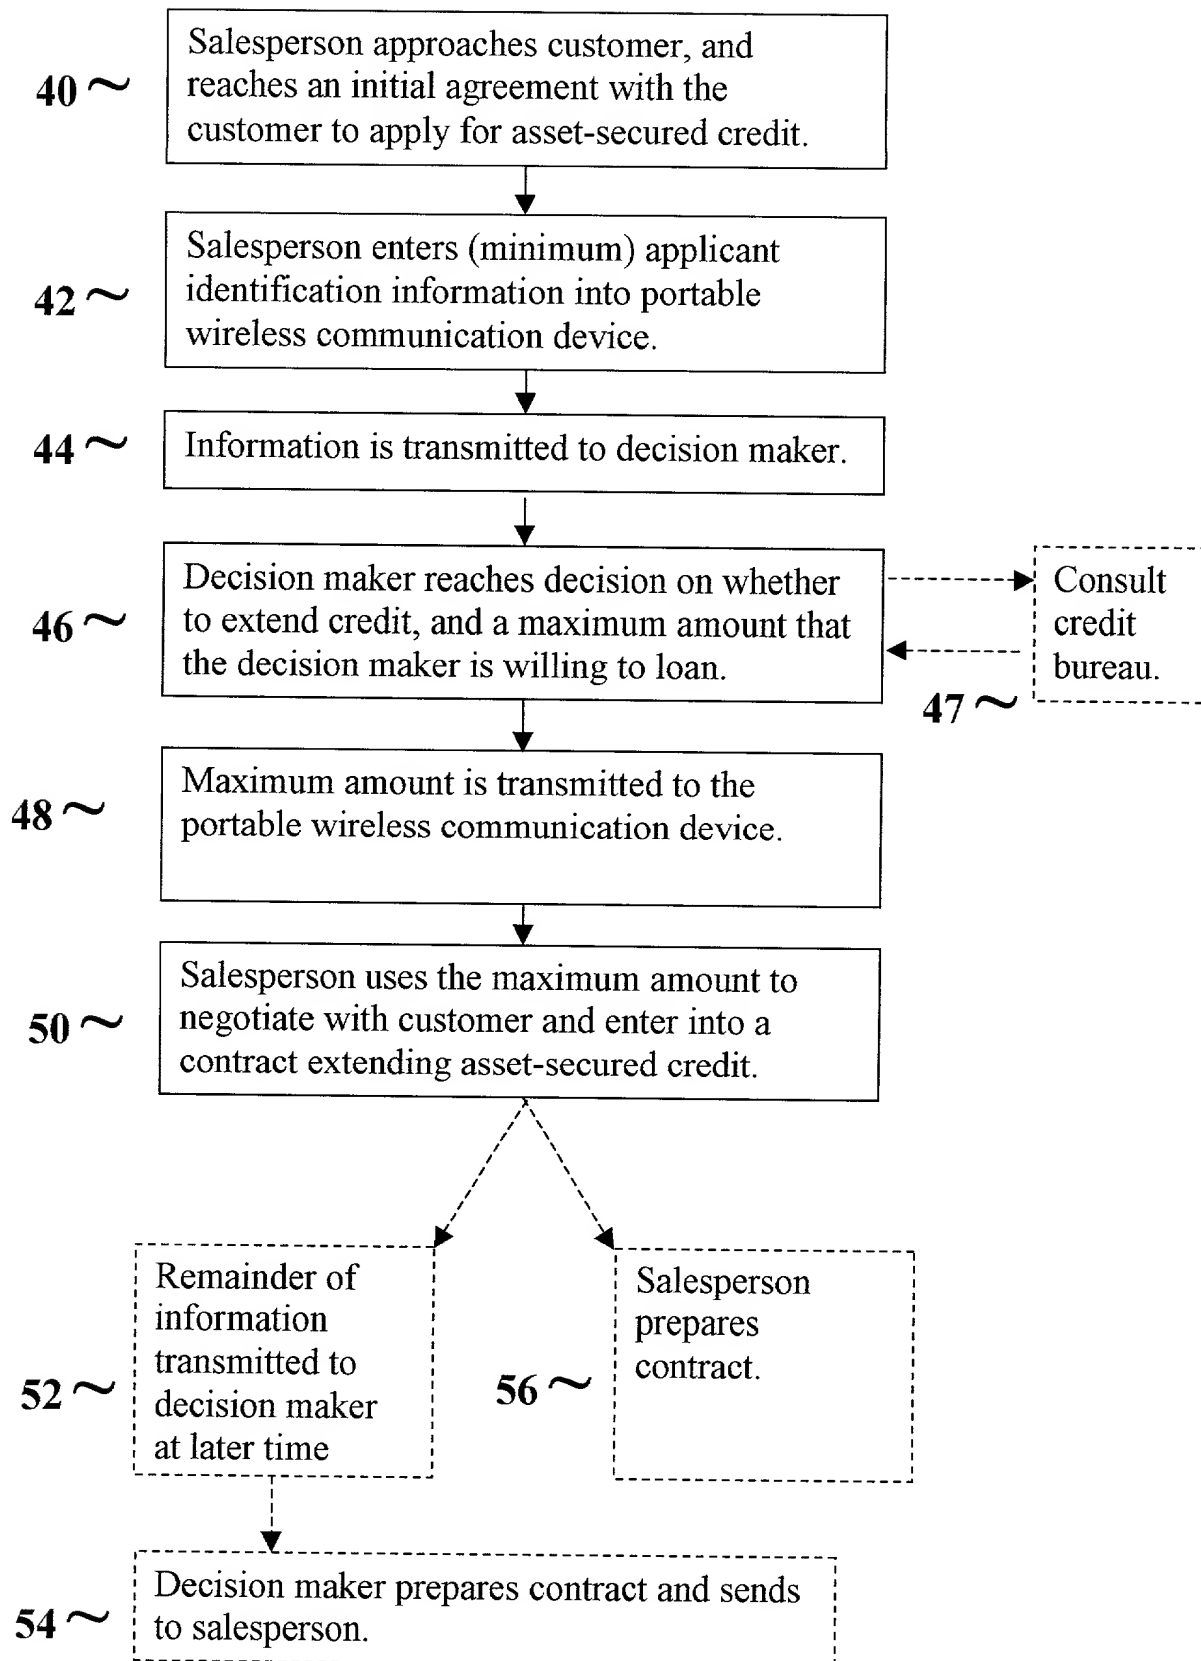 Salesperson approaches customer, and
reaches an initial agreement with the
customer to apply for asset-secured credit.
40 ~
Salesperson enters (minimum) applicant
identification information into portable
wireless communication device.
42 ~
44 ~
Information is transmitted to decision maker.
Decision maker reaches decision on whether
to extend credit, and a maximum amount that
the decision maker is willing to loan.
46 ~
Consult
credit
bureau.
47 ~
Maximum amount is transmitted to the
portable wireless communication device.
48 ~
Salesperson uses the maximum amount to
negotiate with customer and enter into a
contract extending asset-secured credit.
50 ~
Remainder of
information
transmitted to
decision maker
at later time
52 ~
Salesperson
prepares
contract.
56 ~
Decision maker prepares contract and sends
to salesperson.
54 ~